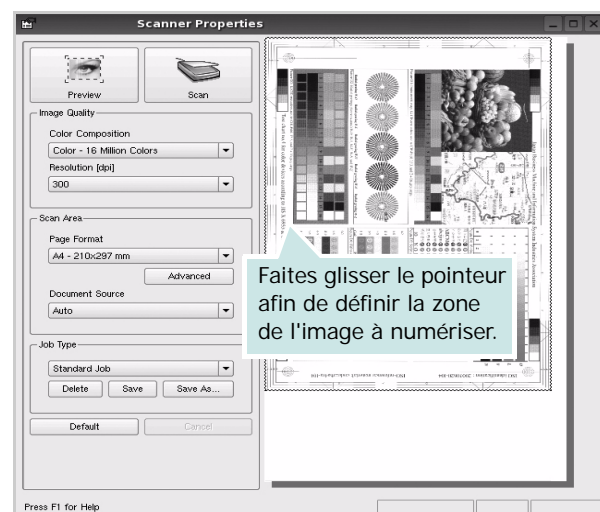 Scanner Properties
Preview
Scan
Image Quality
Color Composition
Color - 16 Million Colors
Resolution [dpi]
300
Scan Area
Page Format
A4 - 210x297 mm
Advanced
Document Source
Auto
Faites glisser le pointeur
afin de définir la zone
de l'image à numériser.
Job Type
Standard Job
Delete
Save
Save As...
Default
Cancel
Press F1 for Help